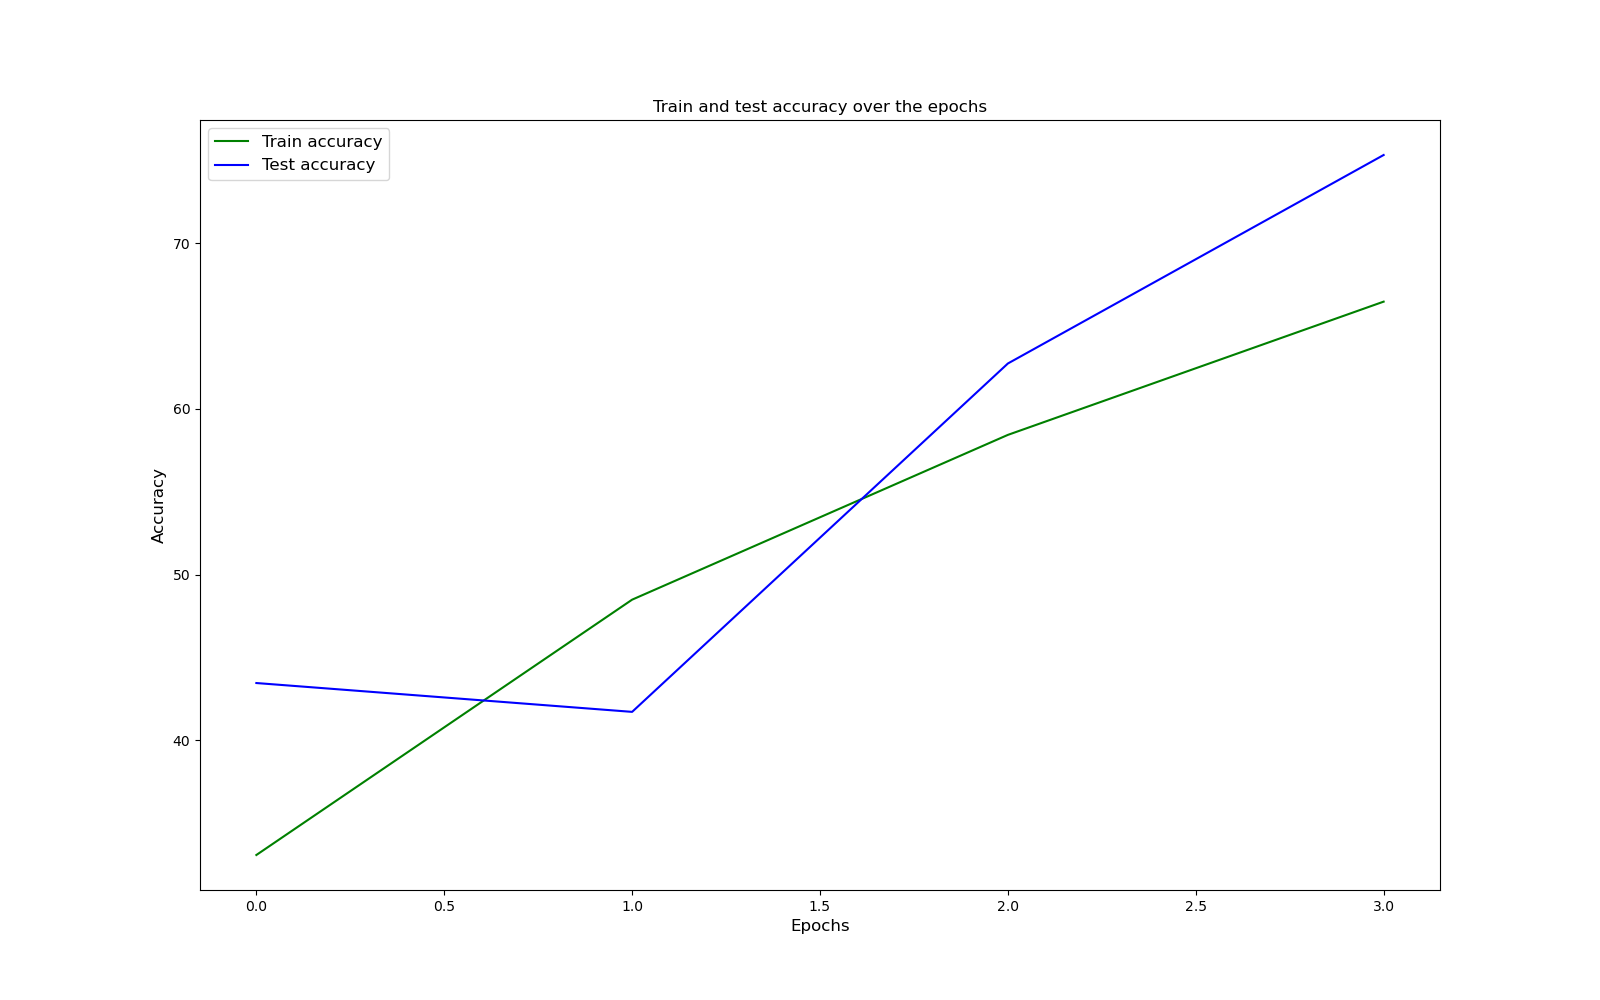 Train and test accuracy over the epochs
Train accuracy
Test accuracy
70
60
50
40
Accuracy
0.0 0.5 1.0 1.5 2.0 2.5 3.0
Epochs